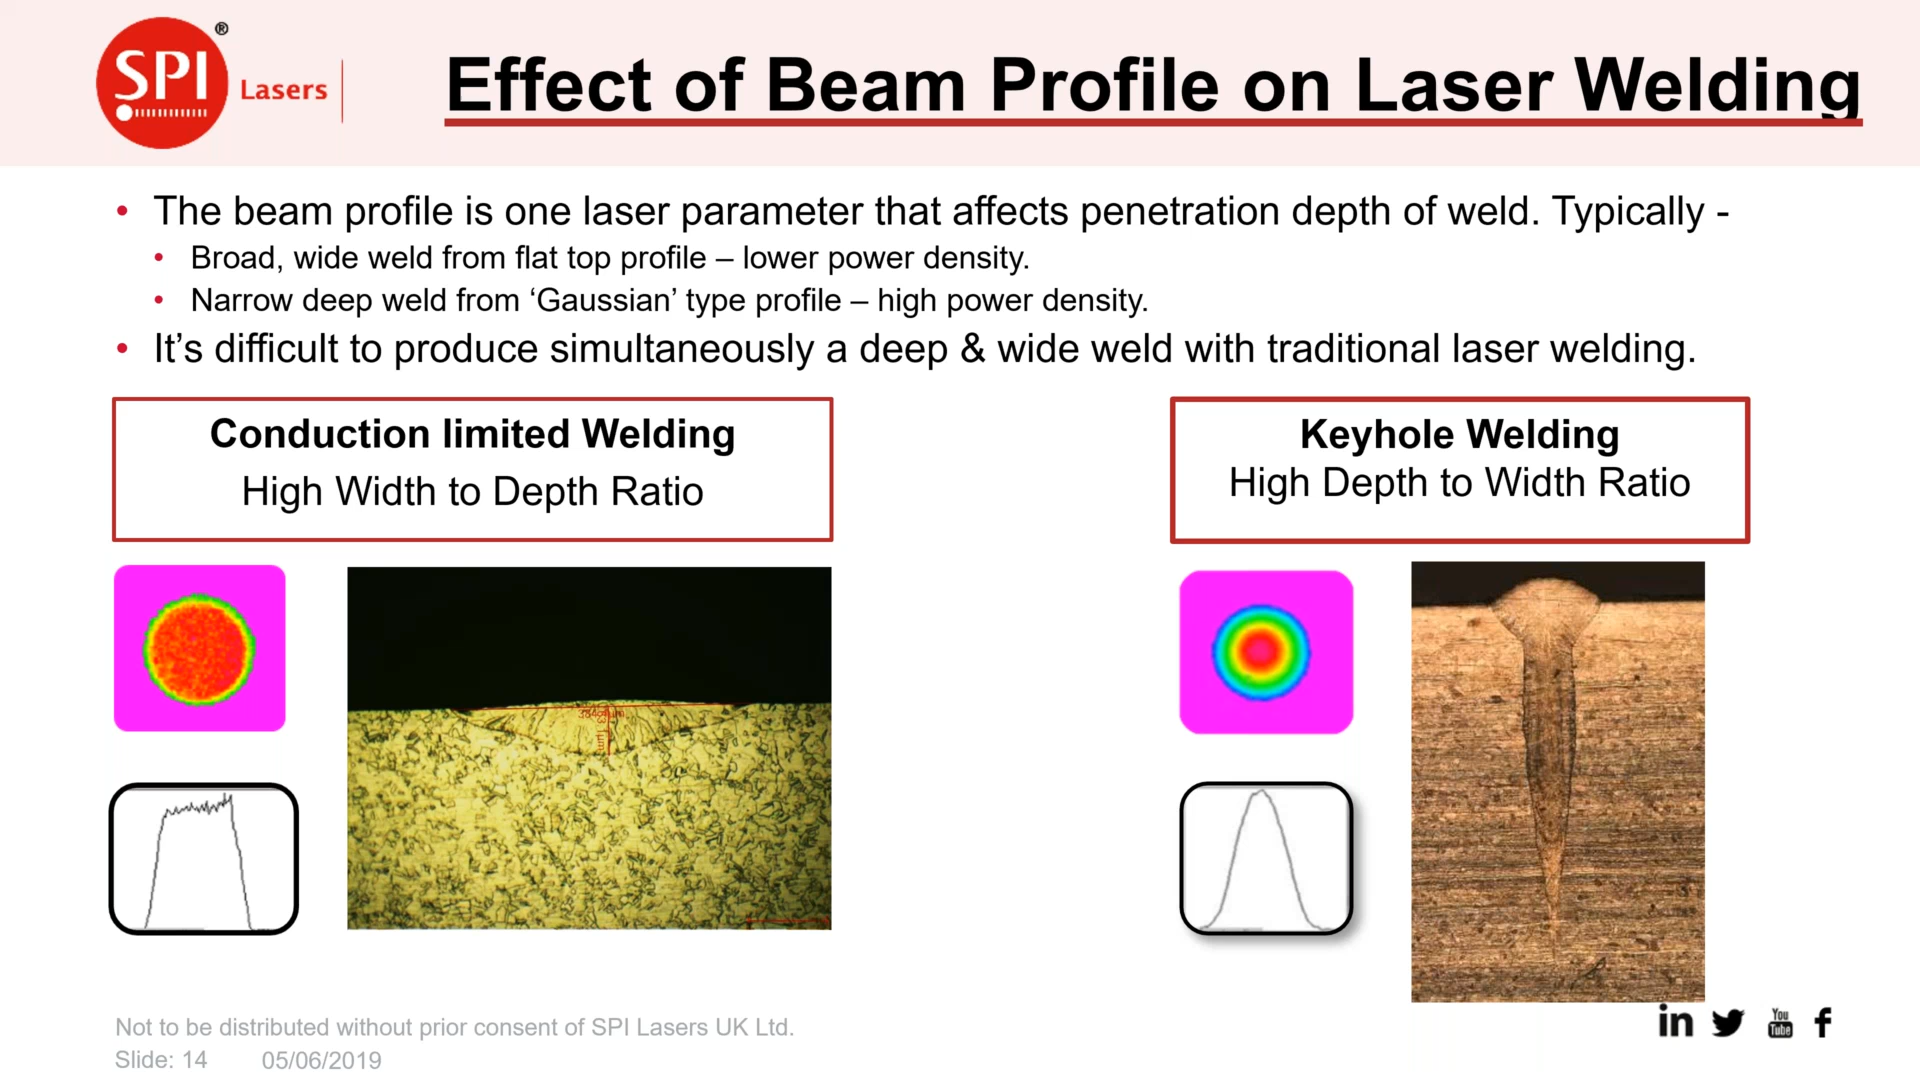 SPI ®
Lasers
Effect of Beam Profile on Laser Welding
• The beam profile is one laser parameter that affects penetration depth of weld. Typically -
• Broad, wide weld from flat top profile – lower power density.
• Narrow deep weld from ‘Gaussian’ type profile – high power density.
• It’s difficult to produce simultaneously a deep & wide weld with traditional laser welding.
Conduction limited Welding
High Width to Depth Ratio
Keyhole Welding
High Depth to Width Ratio
Not to be distributed without prior consent of SPI Lasers UK Ltd.
Slide: 14 05/06/2019
in You Tube f